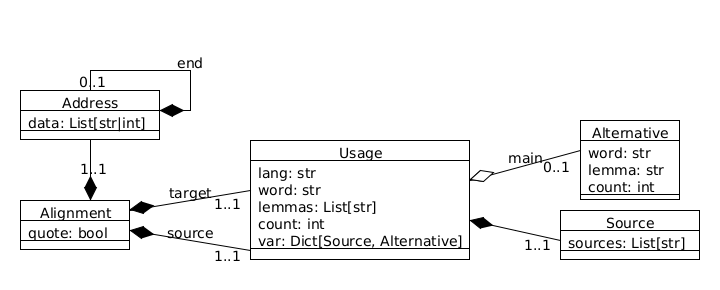 end
0..1
Address
data: List[str|int]
1..1
Alignment
quote: bool
target
1..1
source
1..1
Usage
lang: str
word: str
lemmas: List[str]
count: int
var: Dict[Source, Alternative]
main
0..1
Alternative
word: str
lemma: str
count: int
1..1
Source
sources: List[str]